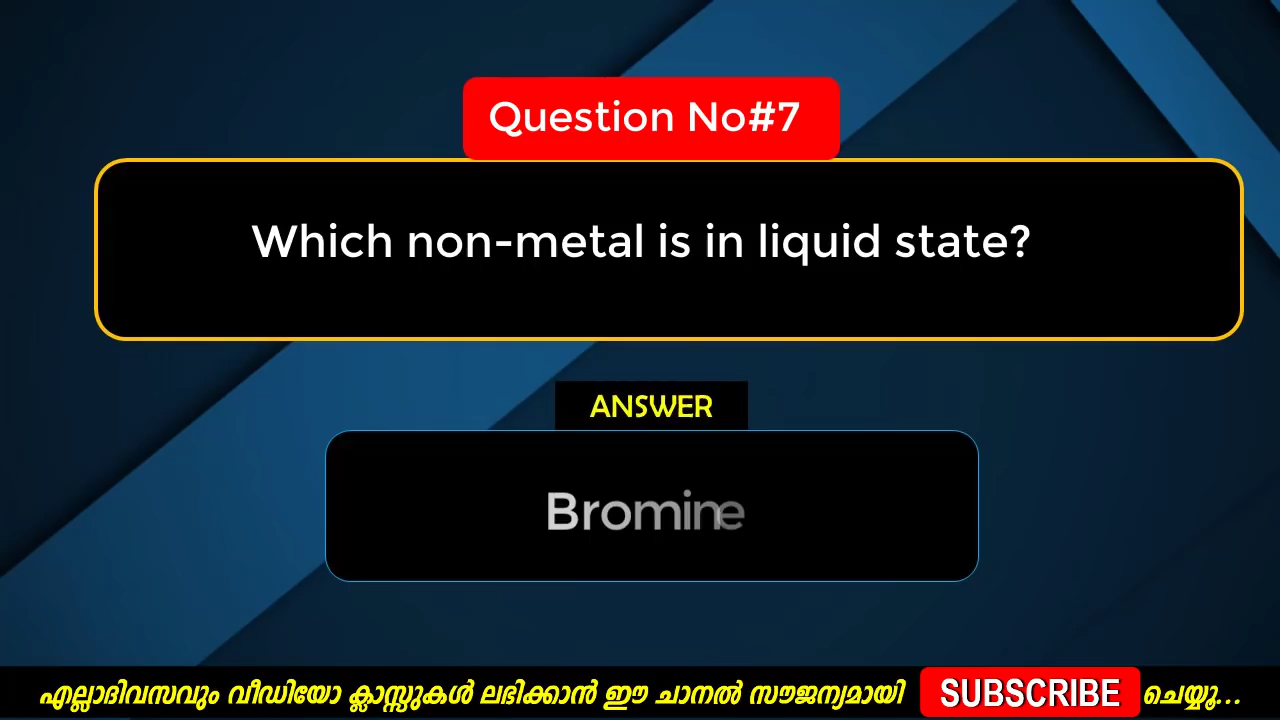 Question No#7
Which non-metal is in liquid state?
ANSWER
Bromine
എല്ലാദിവസവും വീഡിയോ ക്ലാസ്സുകൾ ലഭിക്കാൻ ഈ ചാനൽ സൗജന്യമായി SUBSCRIBE ചെയ്യൂ...